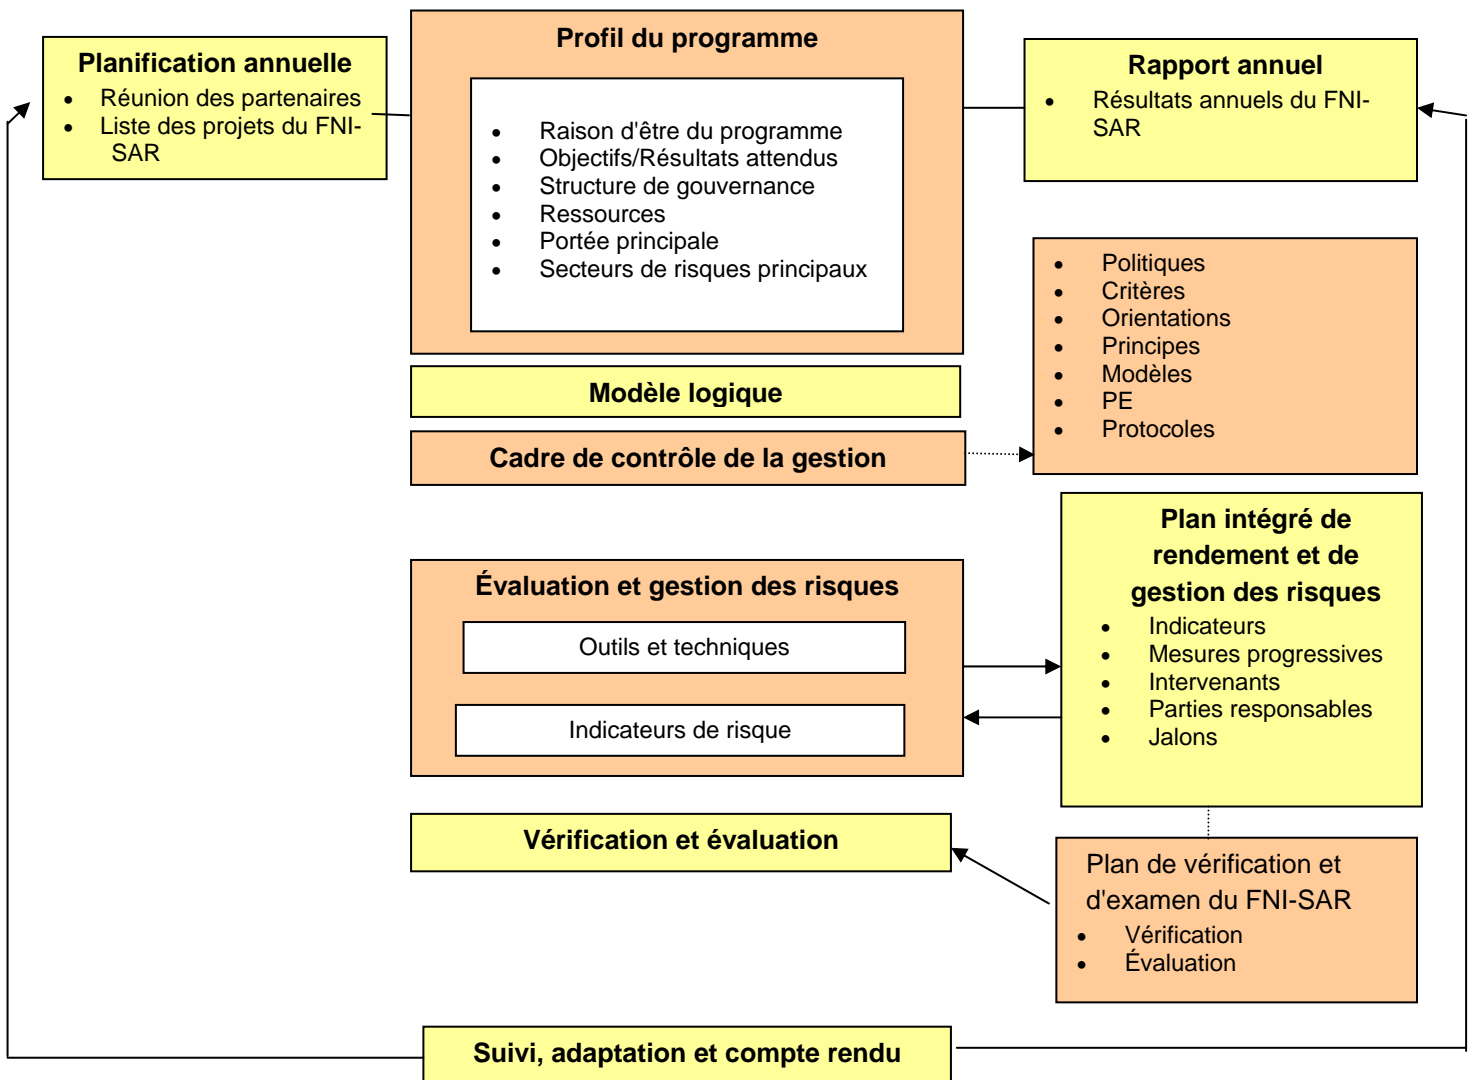 Planification annuelle
• Réunion des partenaires
• Liste des projets du FNI-
SAR
Profil du programme
• Raison d'être du programme
• Objectifs/Résultats attendus
• Structure de gouvernance
• Ressources
• Portée principale
• Secteurs de risques principaux
Rapport annuel
• Résultats annuels du FNI-
SAR
Modèle logique
Cadre de contrôle de la gestion
• Politiques
• Critères
• Orientations
• Principes
• Modèles
• PE
• Protocoles
Évaluation et gestion des risques
Outils et techniques
Indicateurs de risque
Plan intégré de
rendement et de
gestion des risques
• Indicateurs
• Mesures progressives
• Intervenants
• Parties responsables
• Jalons
Vérification et évaluation
Plan de vérification et
d'examen du FNI-SAR
• Vérification
• Évaluation
Suivi, adaptation et compte rendu